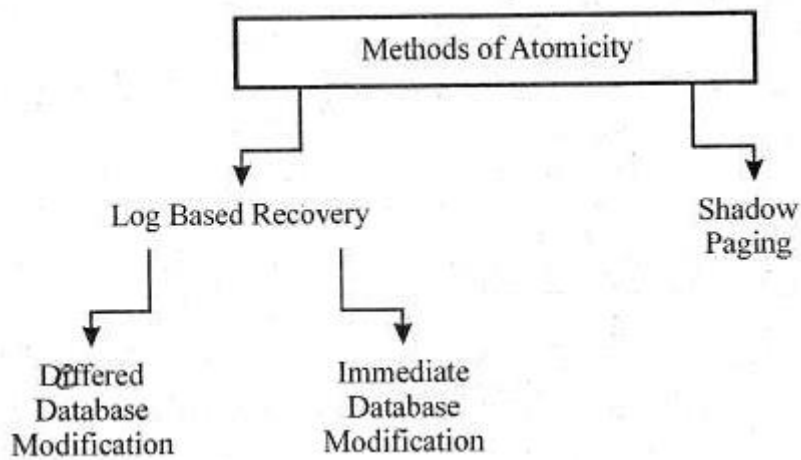 Methods of Atomicity
Log Based Recovery
Shadow
Paging
Differed
Database
Modification
Immediate
Database
Modification